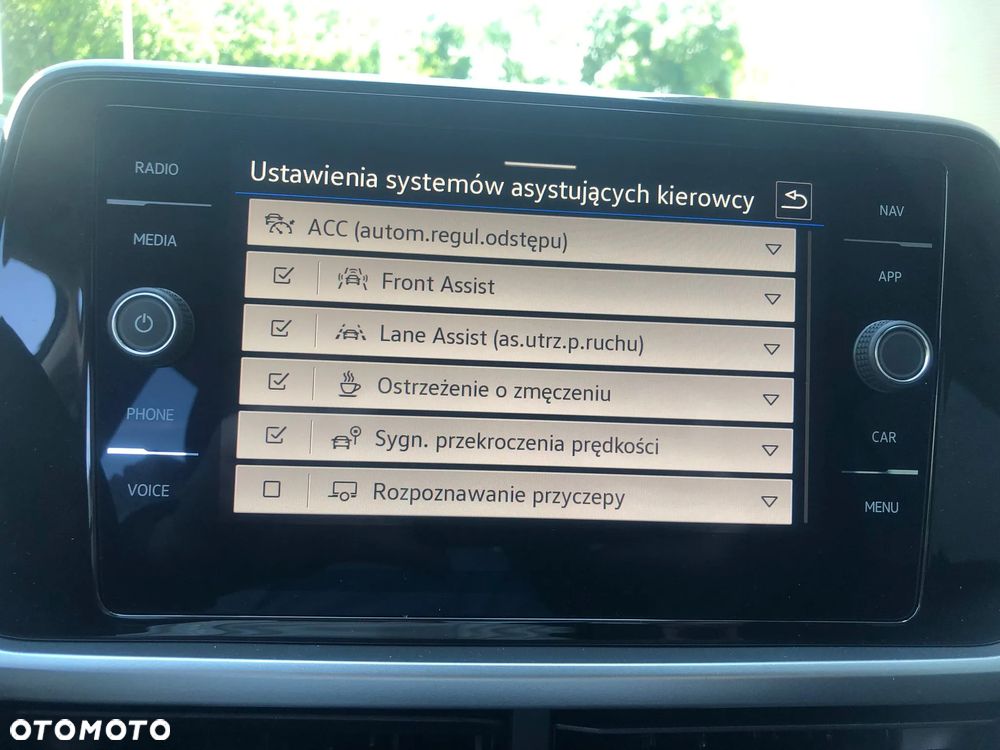 Ustawienia systemów asystujących kierowcy
RADIO
MEDIA
PHONE
VOICE
ACC (autom.regul.odstępu)
Front Assist
Lane Assist (as.utrz.p.ruchu)
Ostrzeżenie o zmęczeniu
Sygn. przekroczenia prędkości
Rozpoznawanie przyczepy
NAV
APP
CAR
MENU
OTOMOTO